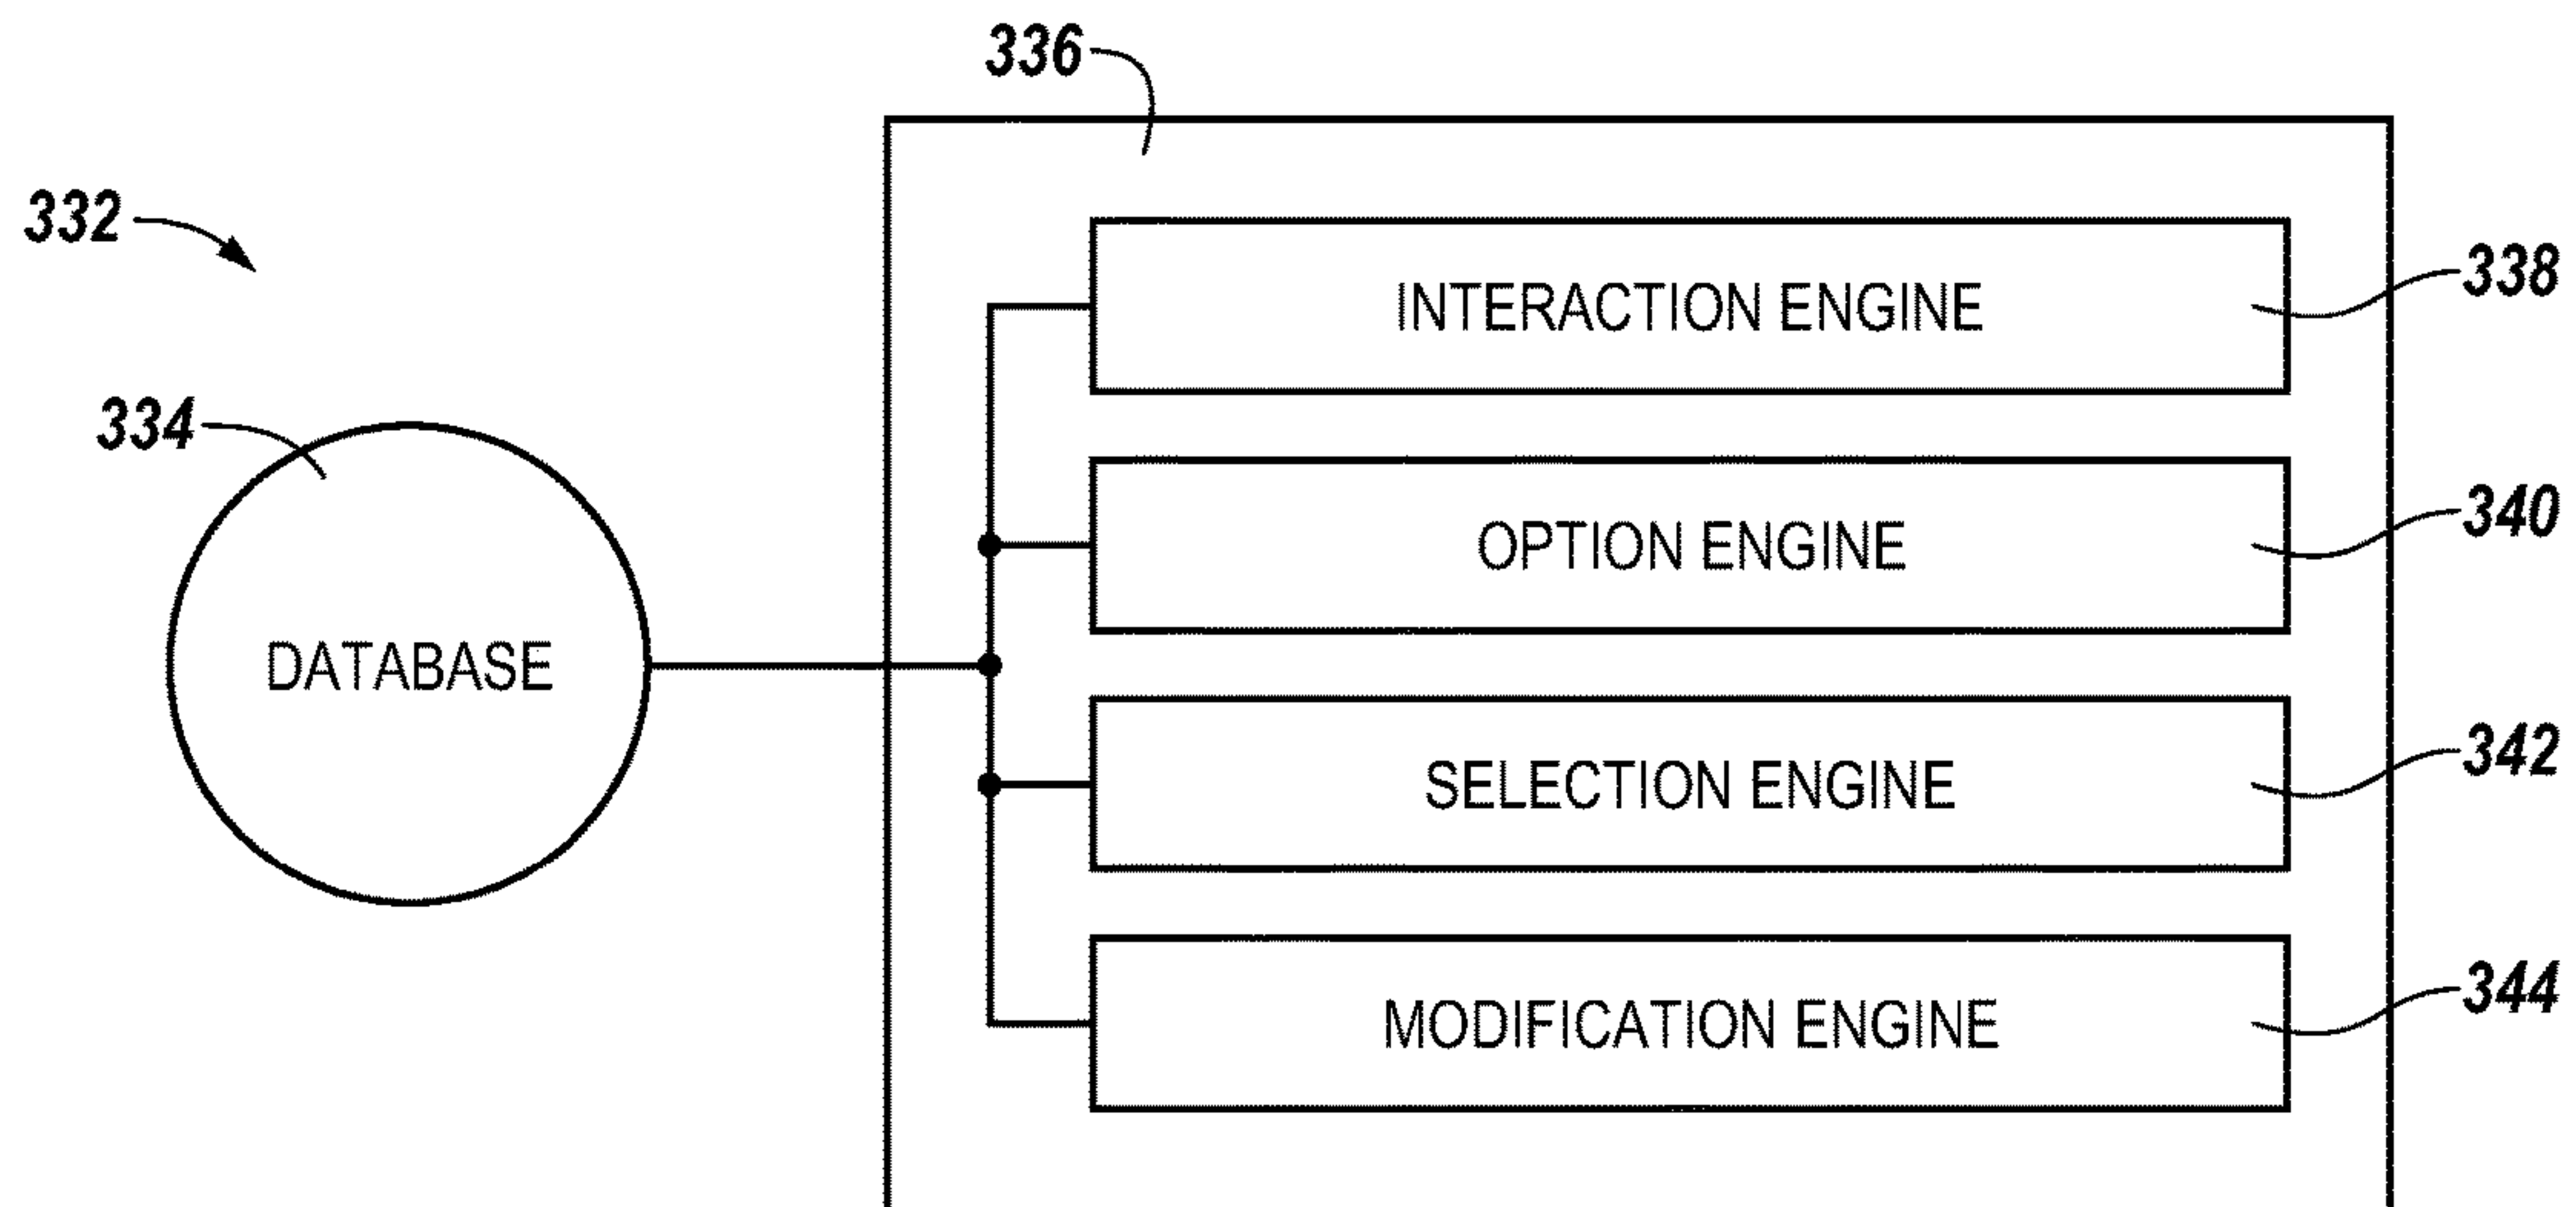 336
332
INTERACTION ENGINE
338
334
OPTION ENGINE
340
DATABASE
SELECTION ENGINE
342
MODIFICATION ENGINE
344